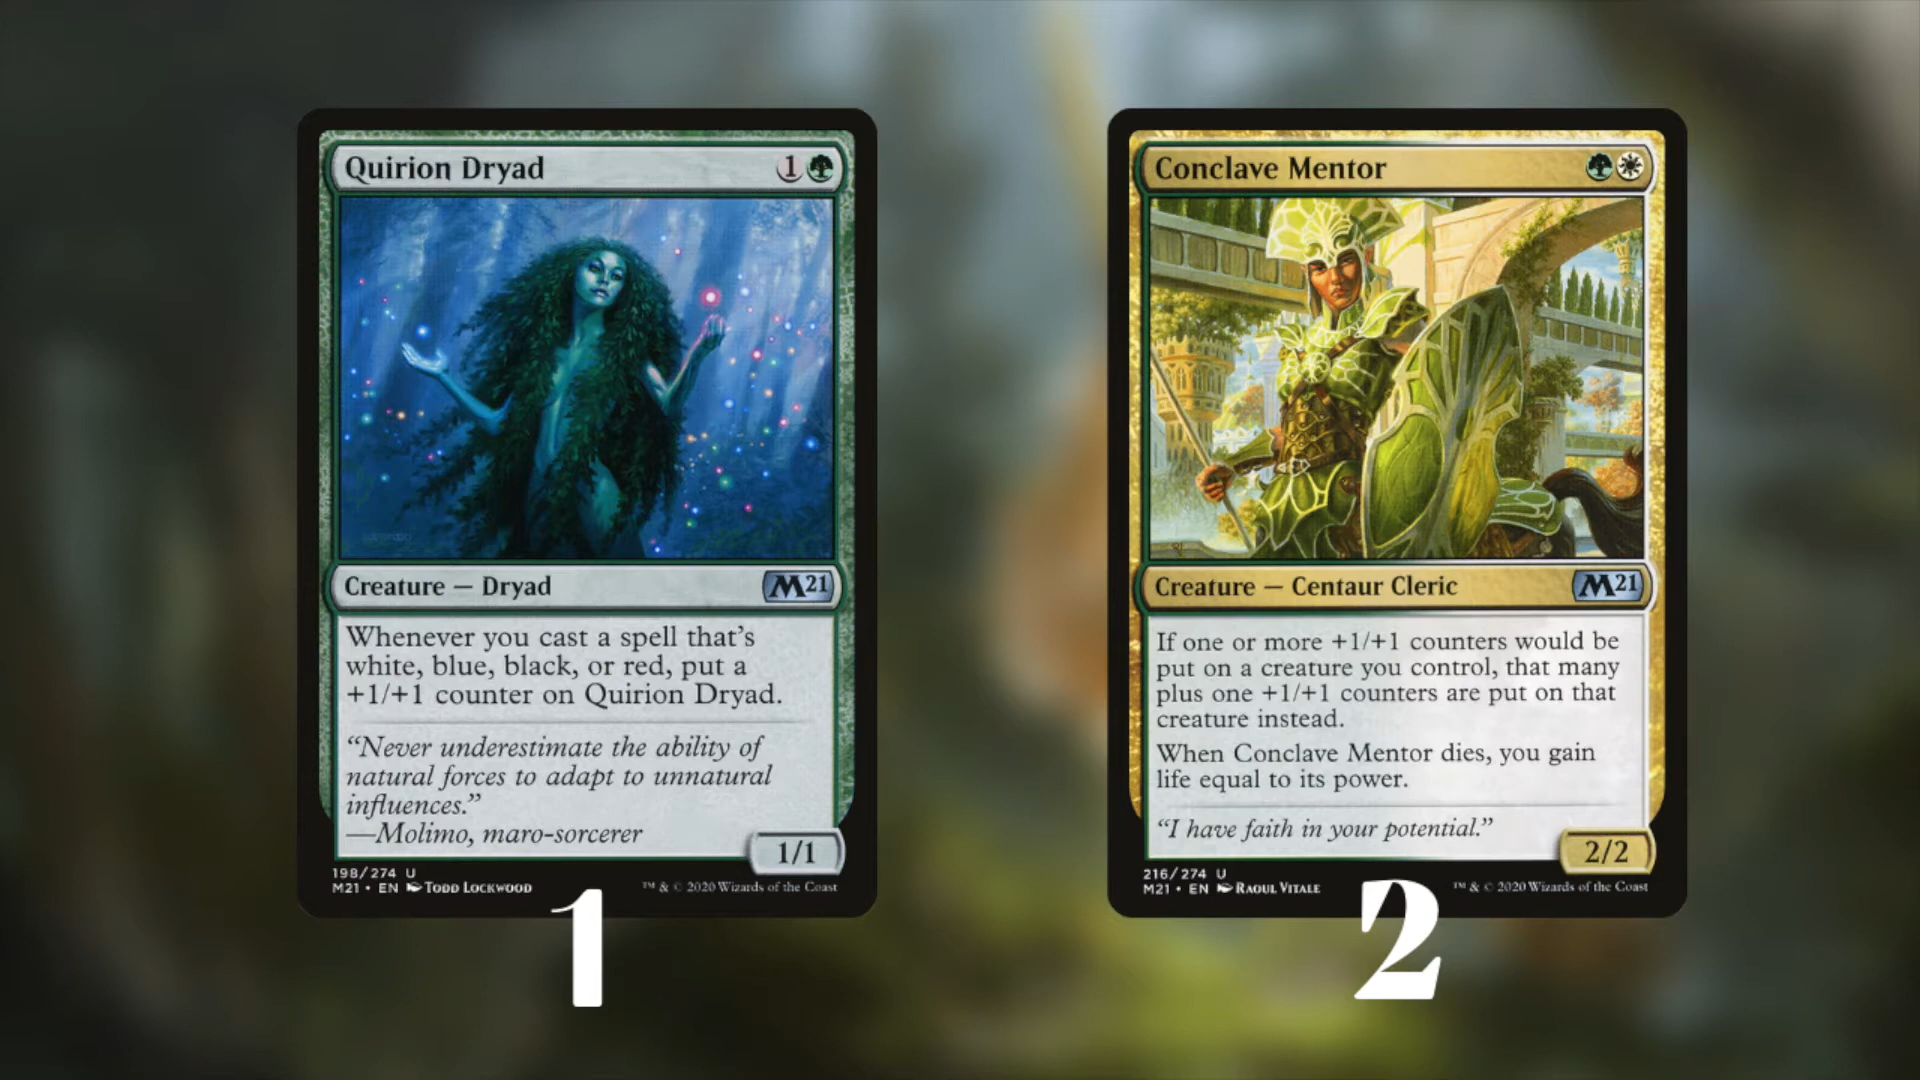 Quirion Dryad
1
Creature — Dryad
M21
Whenever you cast a spell that's
white, blue, black, or red, put a
+1/+1 counter on Quirion Dryad.
“Never underestimate the ability of
natural forces to adapt to unnatural
influences.”
—Molimo, maro-sorcerer
1/1
198/274 U
M21 • EN Todd Lockwood
™ & © 2020 Wizards of the Coast
1
Conclave Mentor
Creature — Centaur Cleric
M21
If one or more +1/+1 counters would be
put on a creature you control, that many
plus one +1/+1 counters are put on that
creature instead.
When Conclave Mentor dies, you gain
life equal to its power.
“I have faith in your potential.”
2/2
216/274 U
M21 • EN Raoul Vitale
™ & © 2020 Wizards of the Coast
2